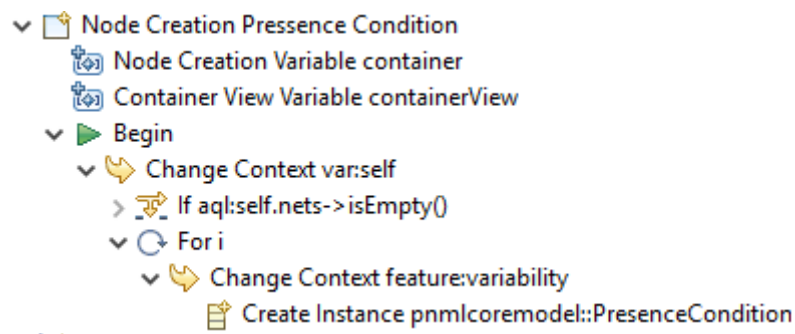 Node Creation Pressence Condition
Node Creation Variable container
Container View Variable containerView
Begin
Change Context var:self
If aql:self.nets->isEmpty()
For i
Change Context feature:variability
Create Instance pnmlcoremodel::PresenceCondition